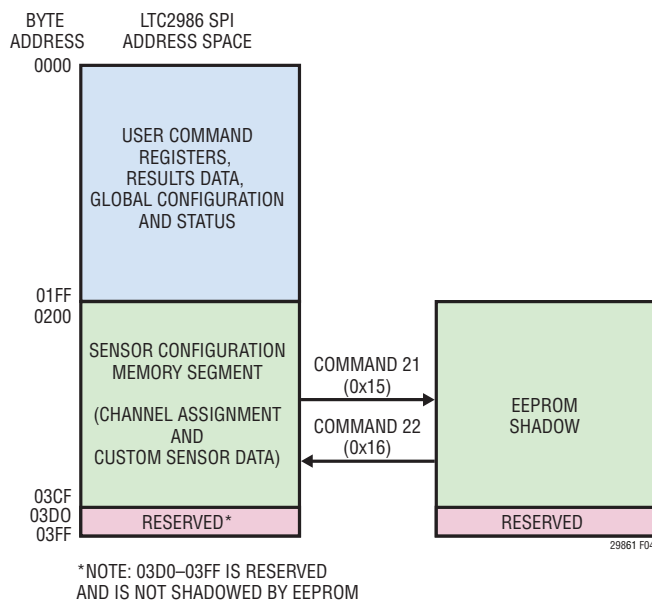 BYTE
ADDRESS
LTC2986 SPI
ADDRESS SPACE
0000
USER COMMAND
REGISTERS,
RESULTS DATA,
GLOBAL CONFIGURATION
AND STATUS
01FF
0200
SENSOR CONFIGURATION
MEMORY SEGMENT
(CHANNEL ASSIGNMENT
AND
CUSTOM SENSOR DATA)
COMMAND 21
(0x15)
COMMAND 22
(0x16)
EEPROM
SHADOW
03CF
03D0
03FF
RESERVED*
RESERVED
29861 F04
*NOTE: 03D0–03FF IS RESERVED
AND IS NOT SHADOWED BY EEPROM